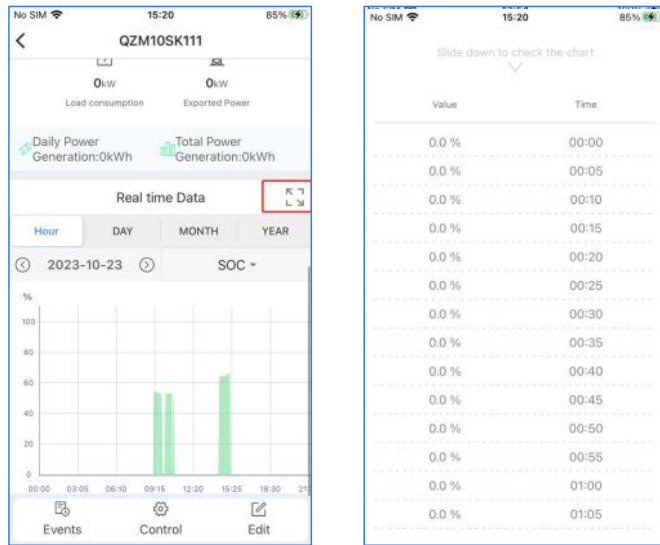 No SIM 15:20 85%
QZM10SK111
0kW 0kW
Load consumption Exported Power
Daily Power Generation:0kWh
Total Power Generation:0kWh
Real time Data
Hour DAY MONTH YEAR
2023-10-23 SOC
%
100
80
60
40
20
0
00:00 03:05 06:10 09:15 12:20 15:25 18:30 21:
Events Control Edit
No SIM 15:20 85%
Slide down to check the chart
Value Time
0.0 % 00:00
0.0 % 00:05
0.0 % 00:10
0.0 % 00:15
0.0 % 00:20
0.0 % 00:25
0.0 % 00:30
0.0 % 00:35
0.0 % 00:40
0.0 % 00:45
0.0 % 00:50
0.0 % 00:55
0.0 % 01:00
0.0 % 01:05